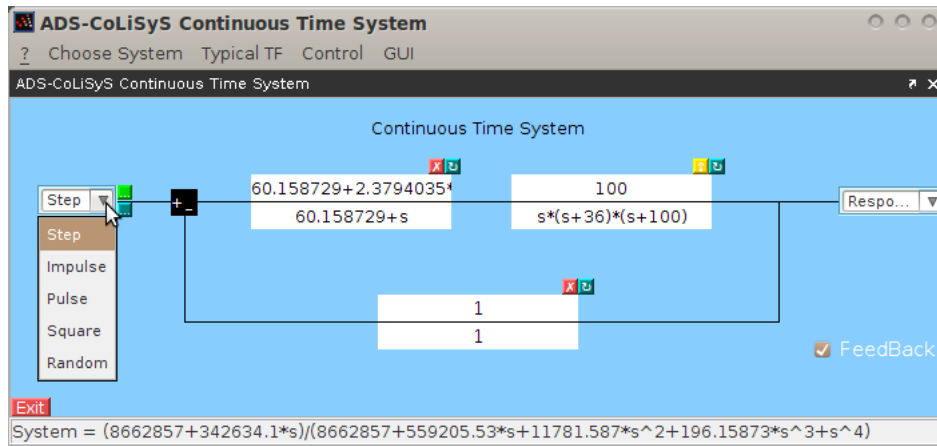 ADS-CoLiSyS Continuous Time System
? Choose System Typical TF Control GUI
ADS-CoLiSyS Continuous Time System
Continuous Time System
60.158729+2.3794035*
60.158729+s
100
s*(s+36)*(s+100)
Step
+_
Respo...
Step
Impulse
Pulse
Square
Random
1
1
FeedBack
Exit
System = (8662857+342634.1*s)/(8662857+559205.53*s+11781.587*s^2+196.15873*s^3+s^4)